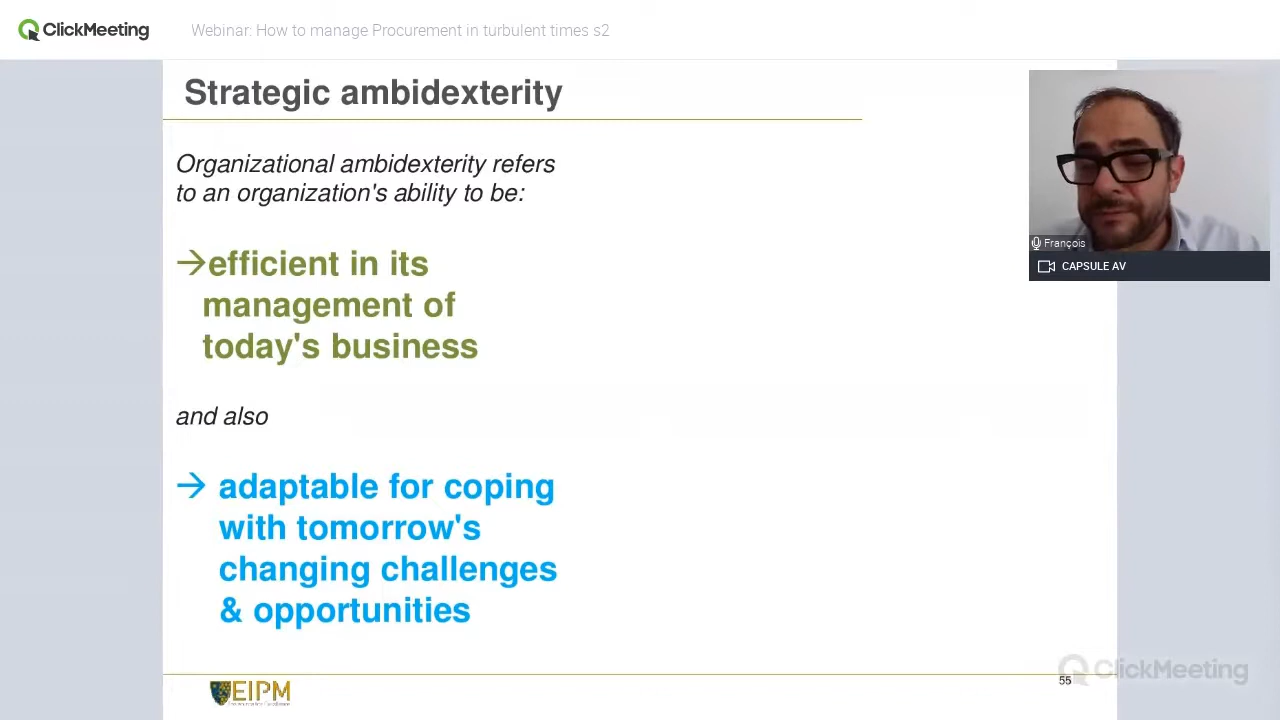 ClickMeeting
Webinar: How to manage Procurement in turbulent times s2
Strategic ambidexterity
Organizational ambidexterity refers
to an organization's ability to be:
→efficient in its
management of
today's business
and also
→ adaptable for coping
with tomorrow's
changing challenges
& opportunities
François
CAPSULE AV
EIPM
55
ClickMeeting